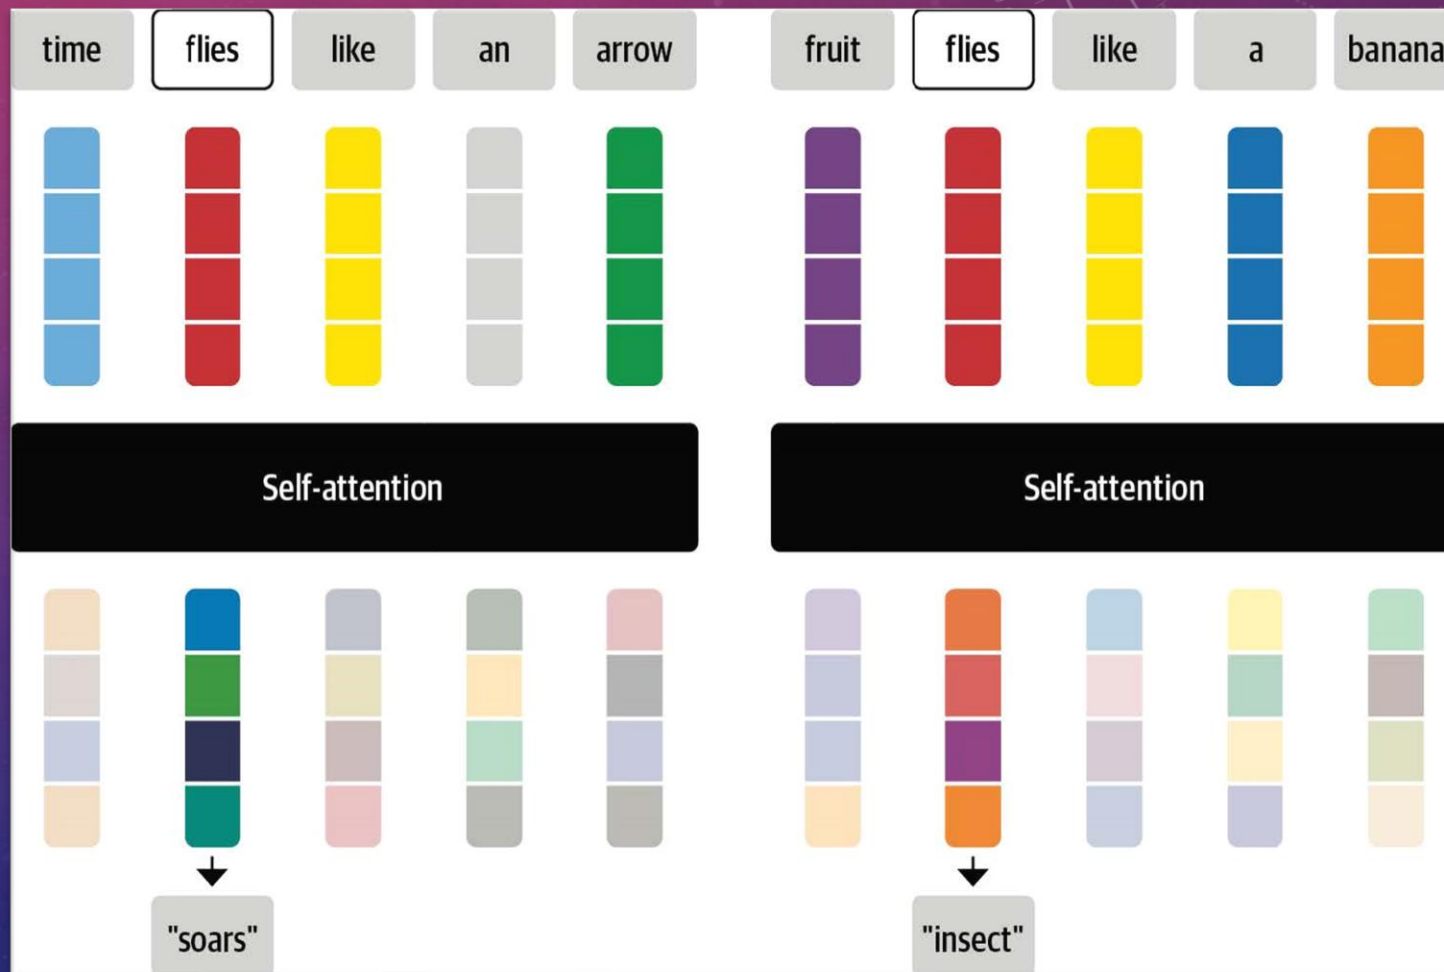 time flies like an arrow fruit flies like a banana
Self-attention Self-attention
"soars" "insect"